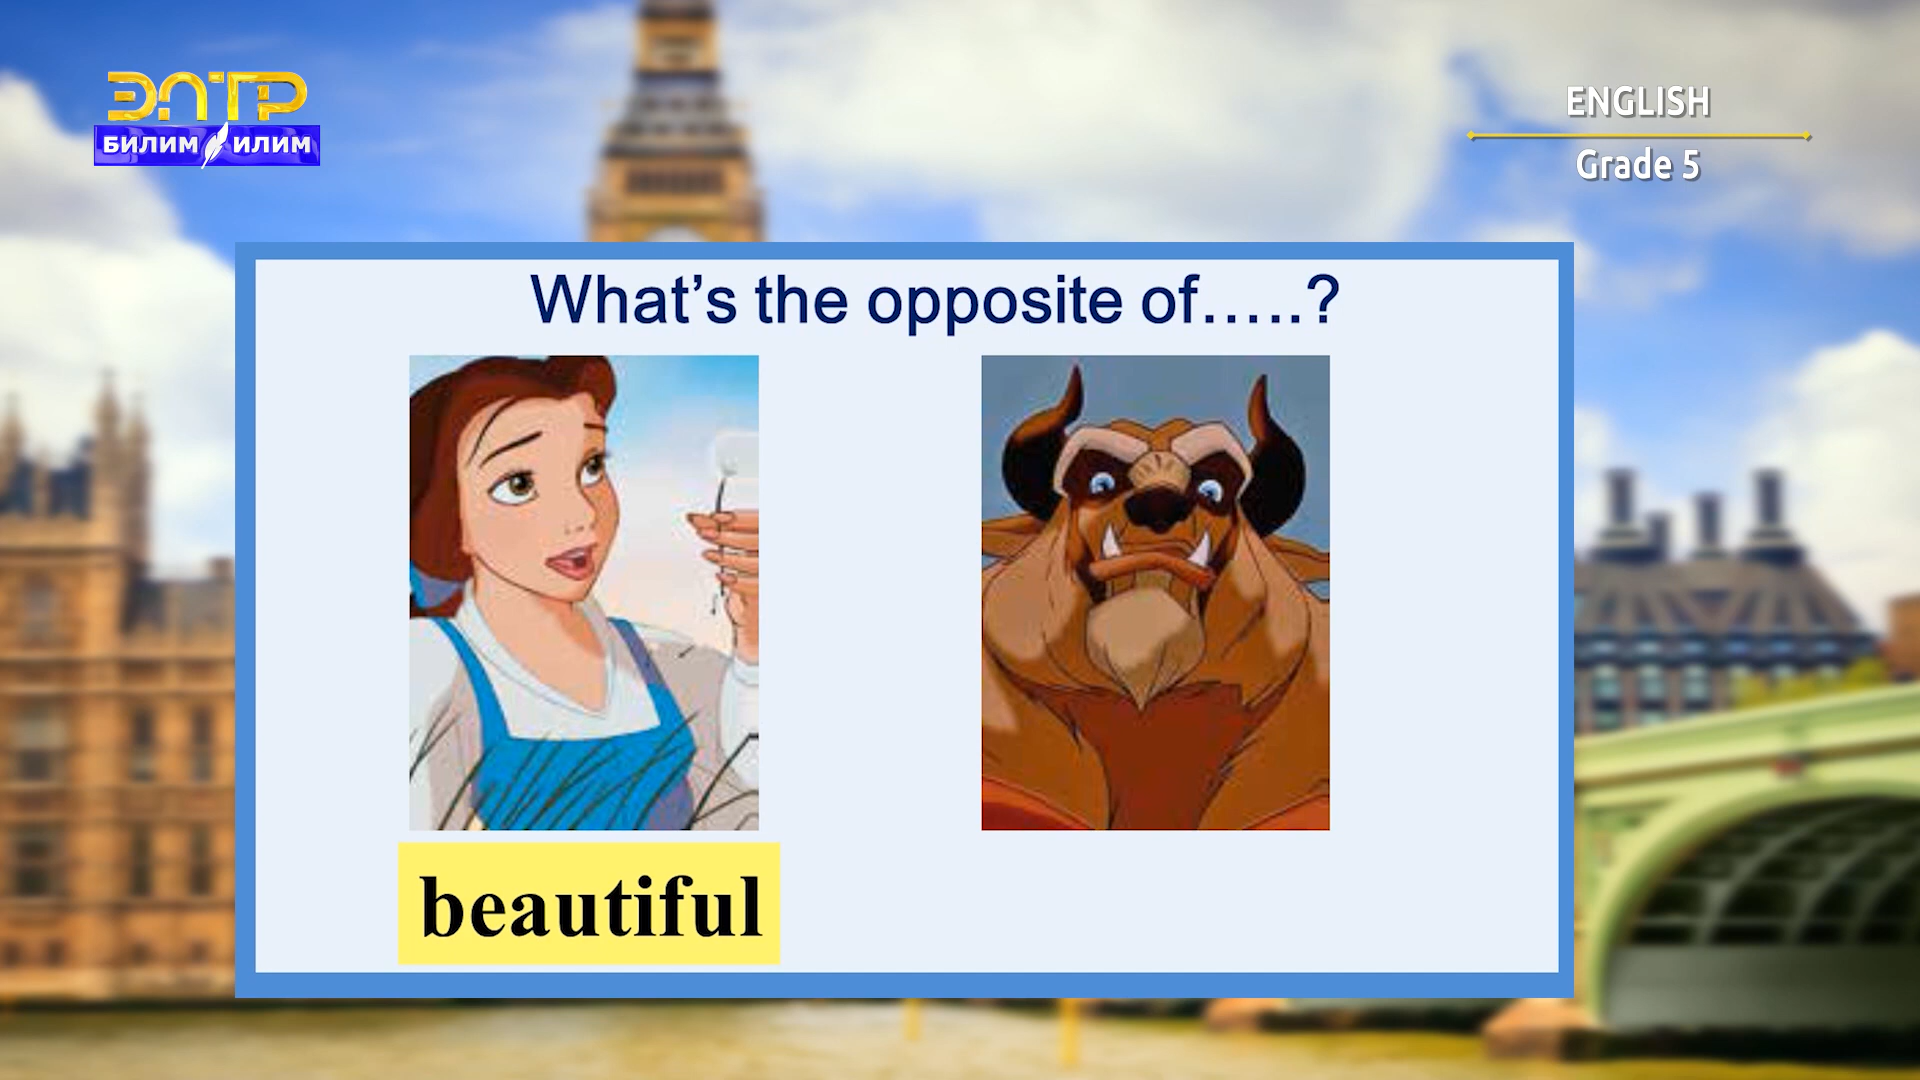 ЭЛТР
БИЛИМ ИЛИМ
ENGLISH
Grade 5
What’s the opposite of.....?
beautiful